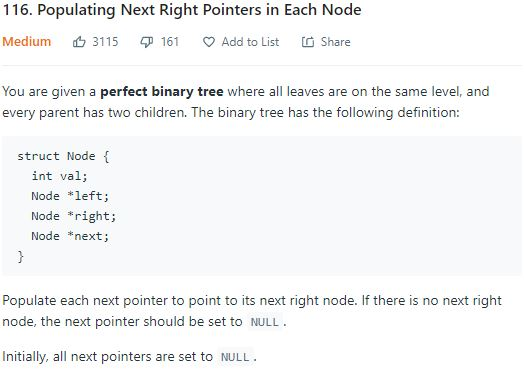 116. Populating Next Right Pointers in Each Node
Medium 3115 161 Add to List Share
You are given a perfect binary tree where all leaves are on the same level, and
every parent has two children. The binary tree has the following definition:
struct Node {
  int val;
  Node *left;
  Node *right;
  Node *next;
}
Populate each next pointer to point to its next right node. If there is no next right
node, the next pointer should be set to NULL .
Initially, all next pointers are set to NULL .